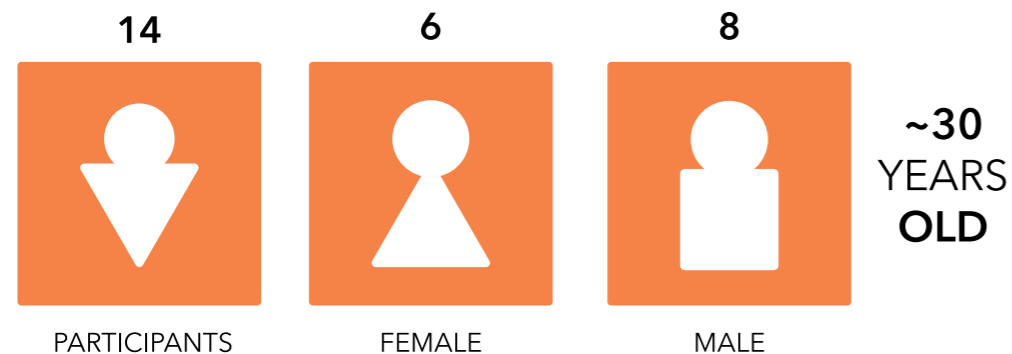 14
6
8
~30
YEARS
OLD
PARTICIPANTS
FEMALE
MALE